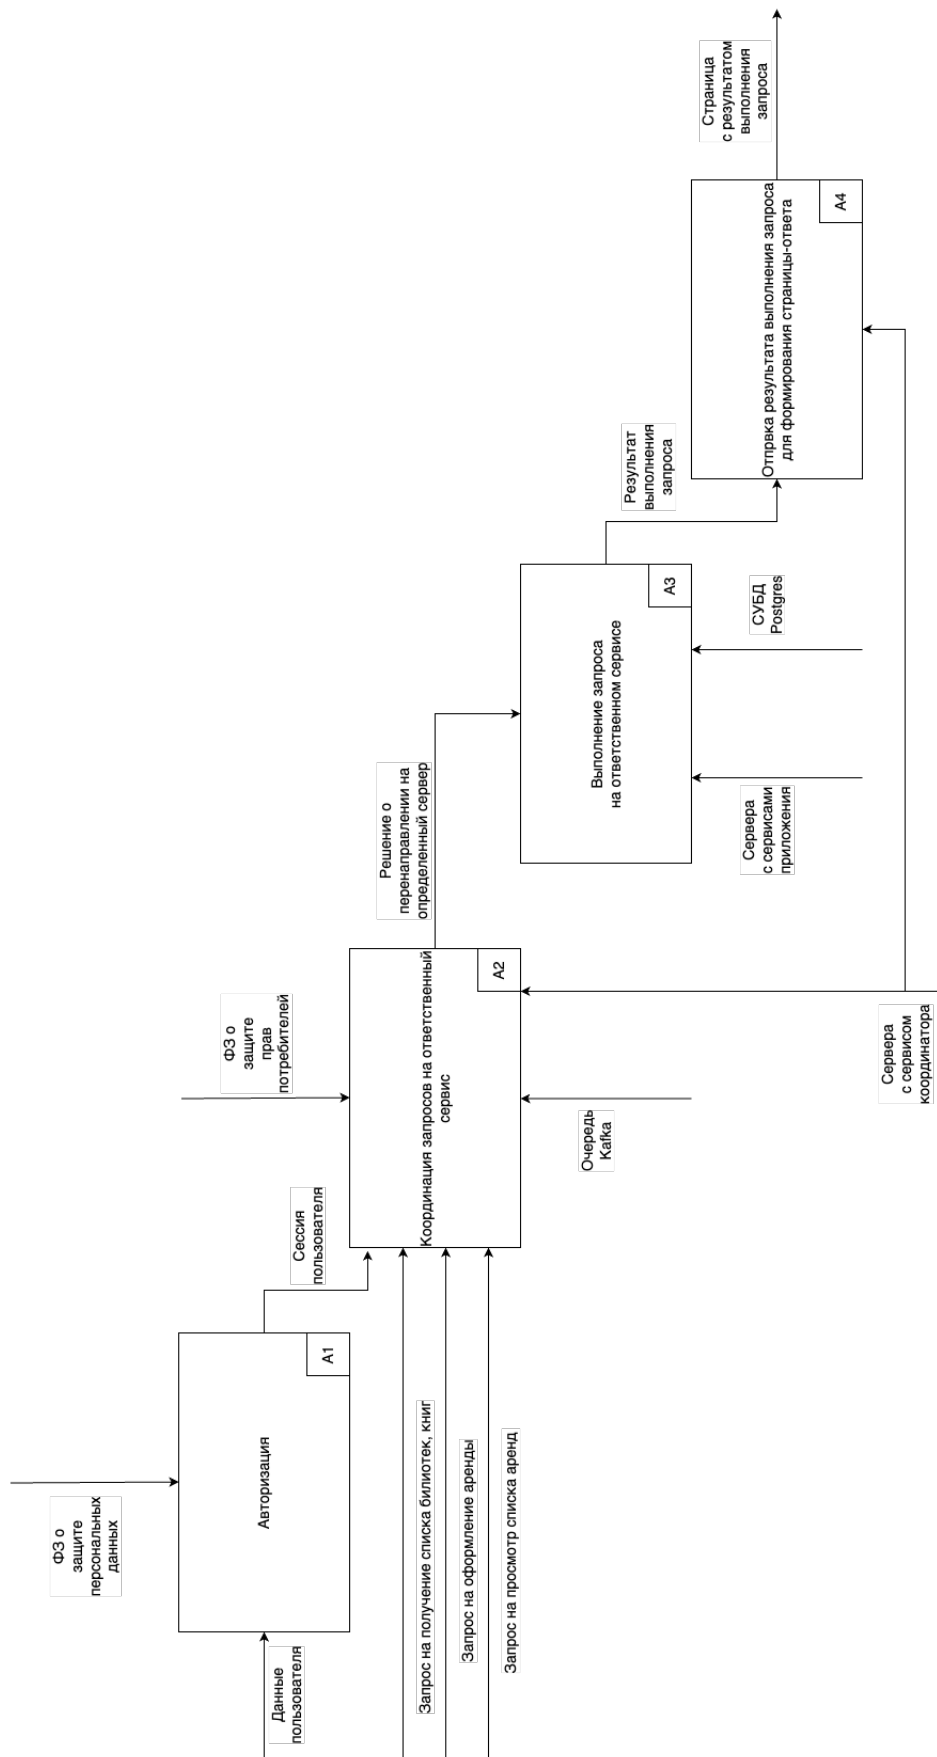 ФЗ о
защите
персональных
данных
Данные
пользователя
Авторизация
A1
Сессия
пользователя
ФЗ о
защите
прав
потребителей
Запрос на получение списка билиотек, книг
Запрос на оформление аренды
Запрос на просмотр списка аренд
Координация запросов на ответственный
сервис
A2
Очередь
Kafka
Сервера
с сервисом
координатора
Решение о
перенаправлении на
определенный сервер
Выполнение запроса
на ответственном сервисе
A3
Сервера
с сервисами
приложения
СУБД
Postgres
Результат
выполнения
запроса
Отпрвка результата выполнения запроса
для формирования страницы-ответа
A4
Страница
с результатом
выполнения
запроса